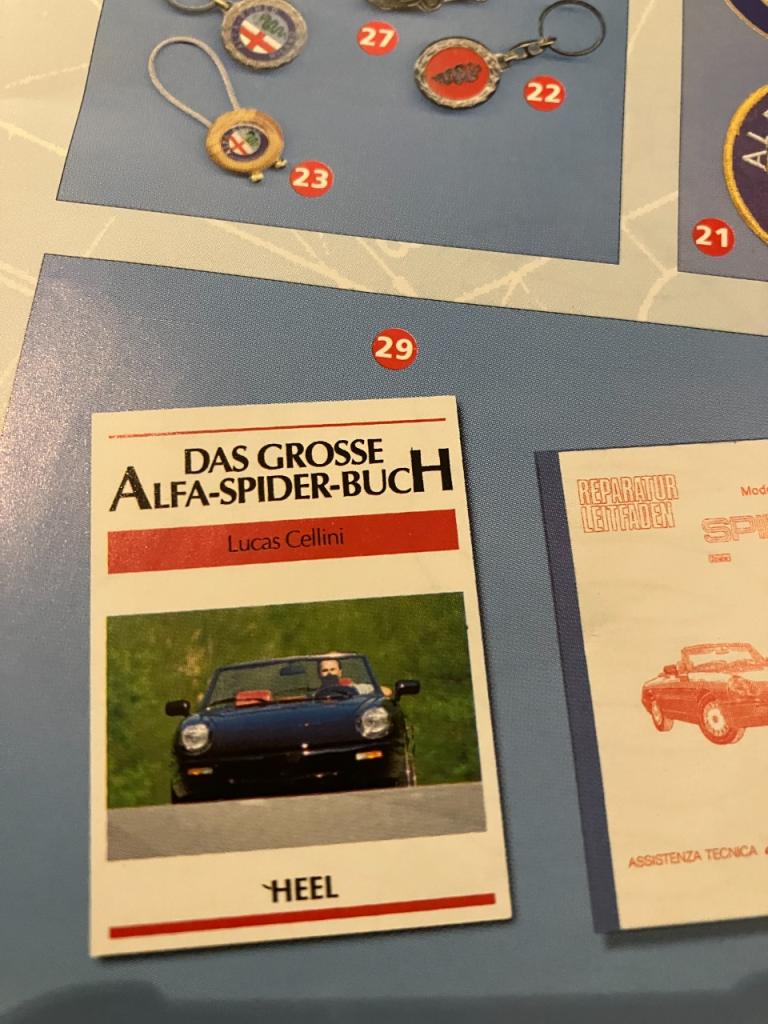 27
22
23
21
29
DAS GROSSE
ALFA-SPIDER-BUCH
Lucas Cellini
HEEL
REPARATUR
LEITFADEN
ASSISTENZA TECNICA